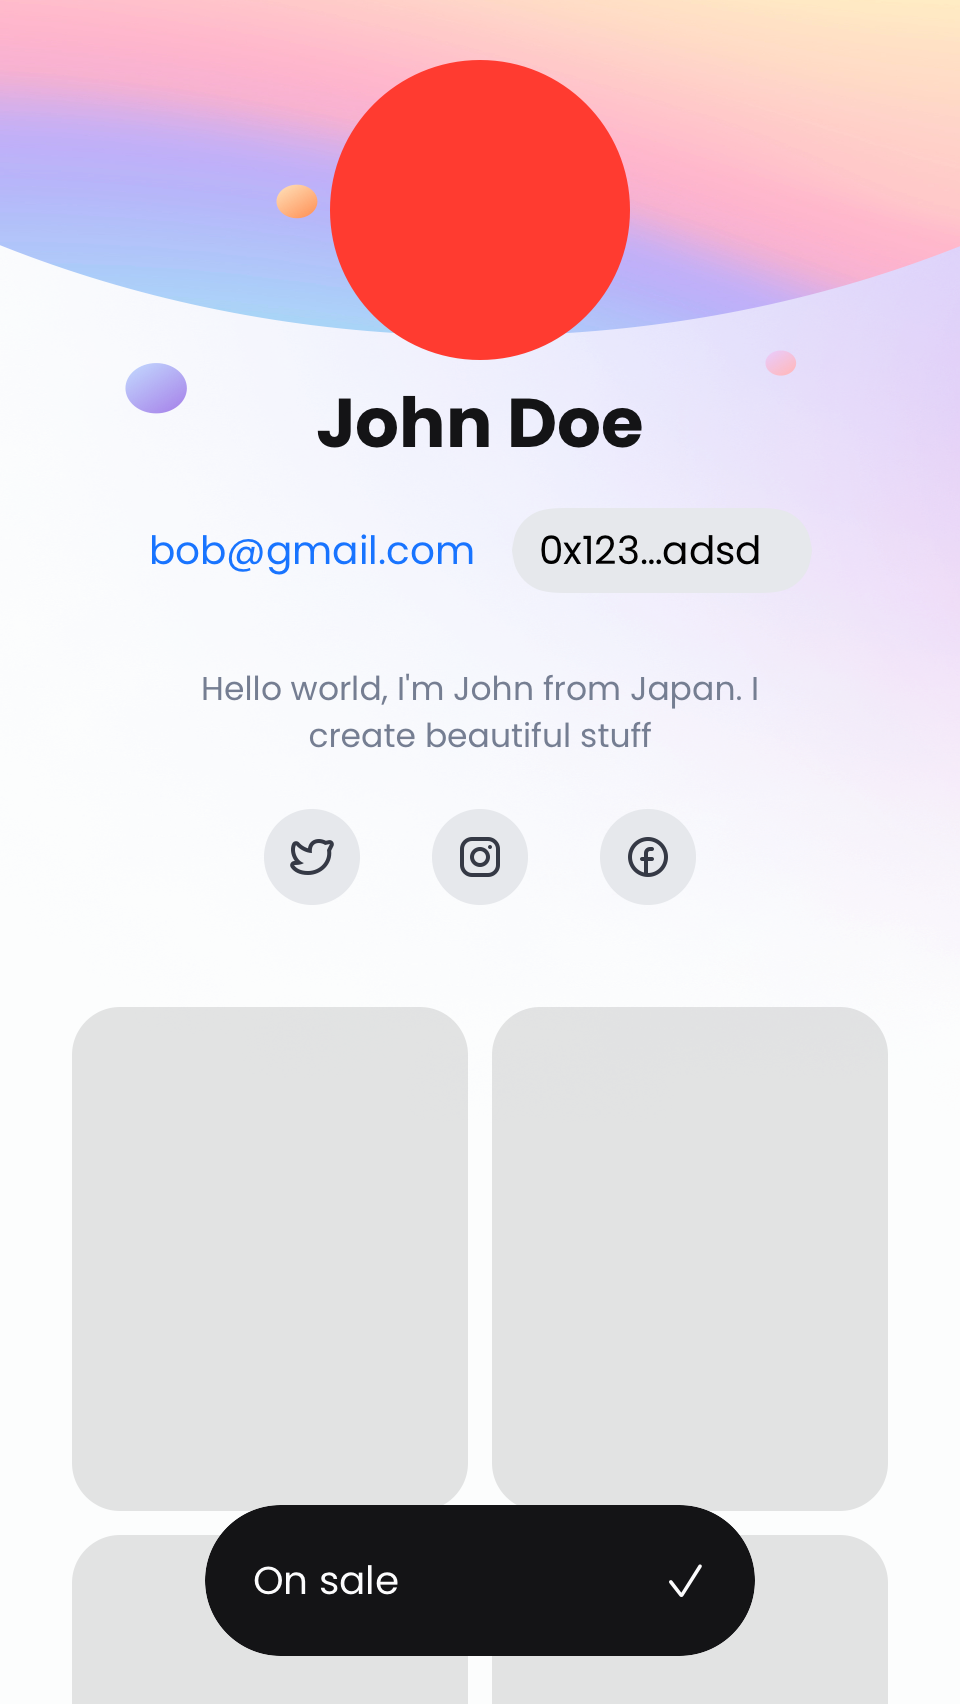 John Doe
bob@gmail.com
0x123...adsd
Hello world, I'm John from Japan. I
create beautiful stuff
On sale